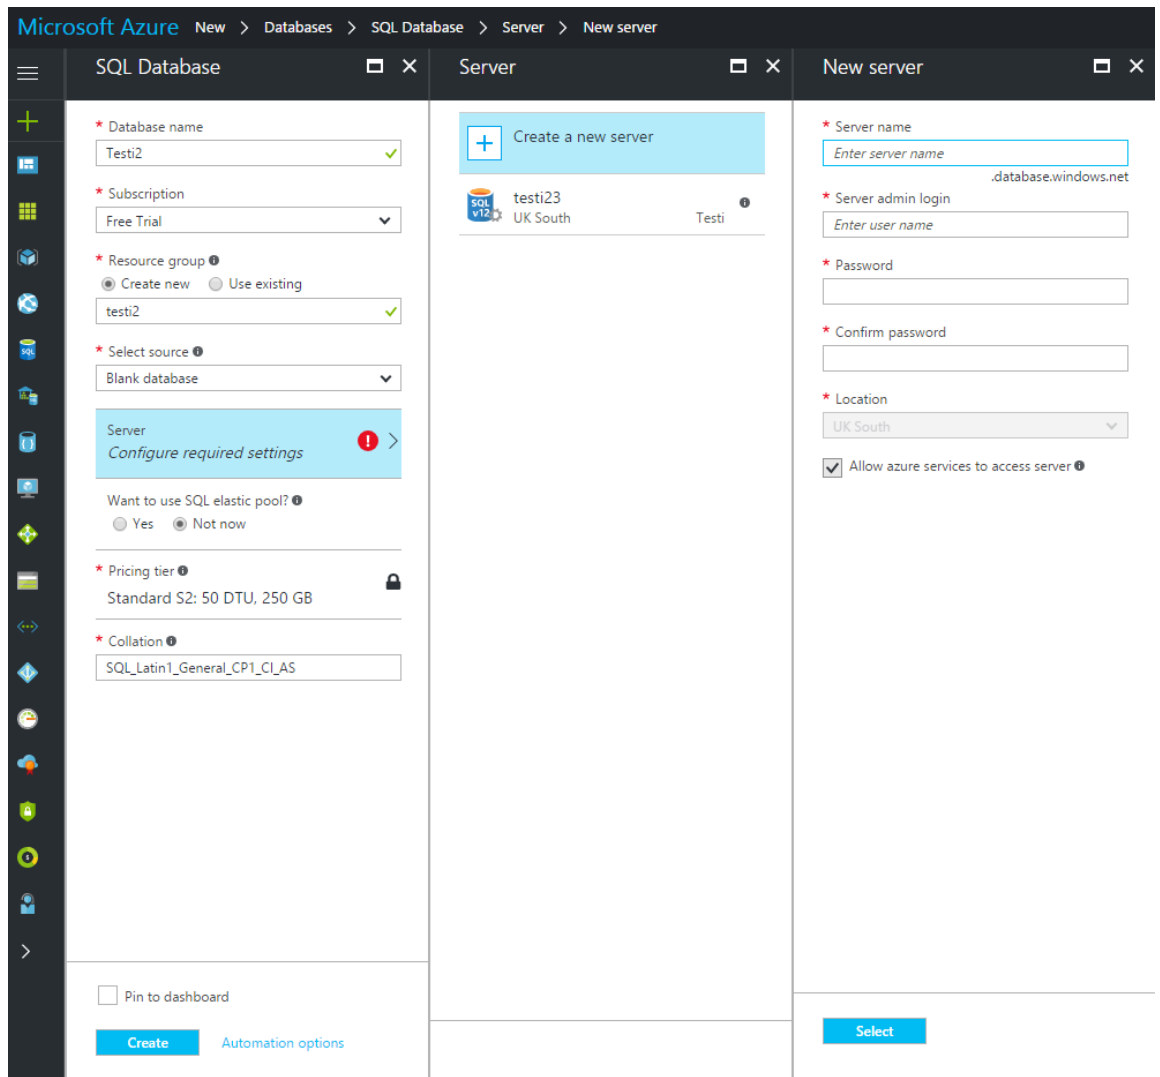 Microsoft Azure New > Databases > SQL Database > Server > New server
SQL Database
* Database name
Testi2
* Subscription
Free Trial
* Resource group
Create new Use existing
testi2
* Select source
Blank database
Server
Configure required settings
Want to use SQL elastic pool?
Yes Not now
* Pricing tier
Standard S2: 50 DTU, 250 GB
* Collation
SQL_Latin1_General_CP1_CI_AS
Pin to dashboard
Create Automation options
Server
Create a new server
SQL
v12
testi23
UK South Testi
New server
* Server name
Enter server name
.database.windows.net
* Server admin login
Enter user name
* Password
* Confirm password
* Location
UK South
Allow azure services to access server
Select
SQL